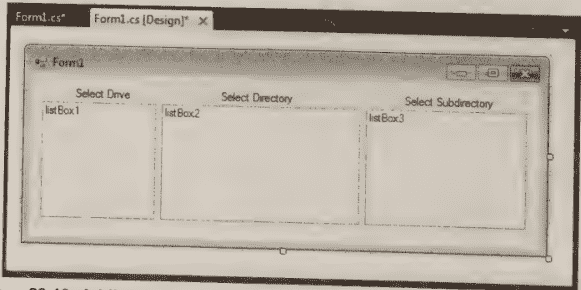 Form1.cs* Form1.cs [Design]* ×
Form1
Select Drive Select Directory Select Subdirectory
listBox1 listBox2 listBox3